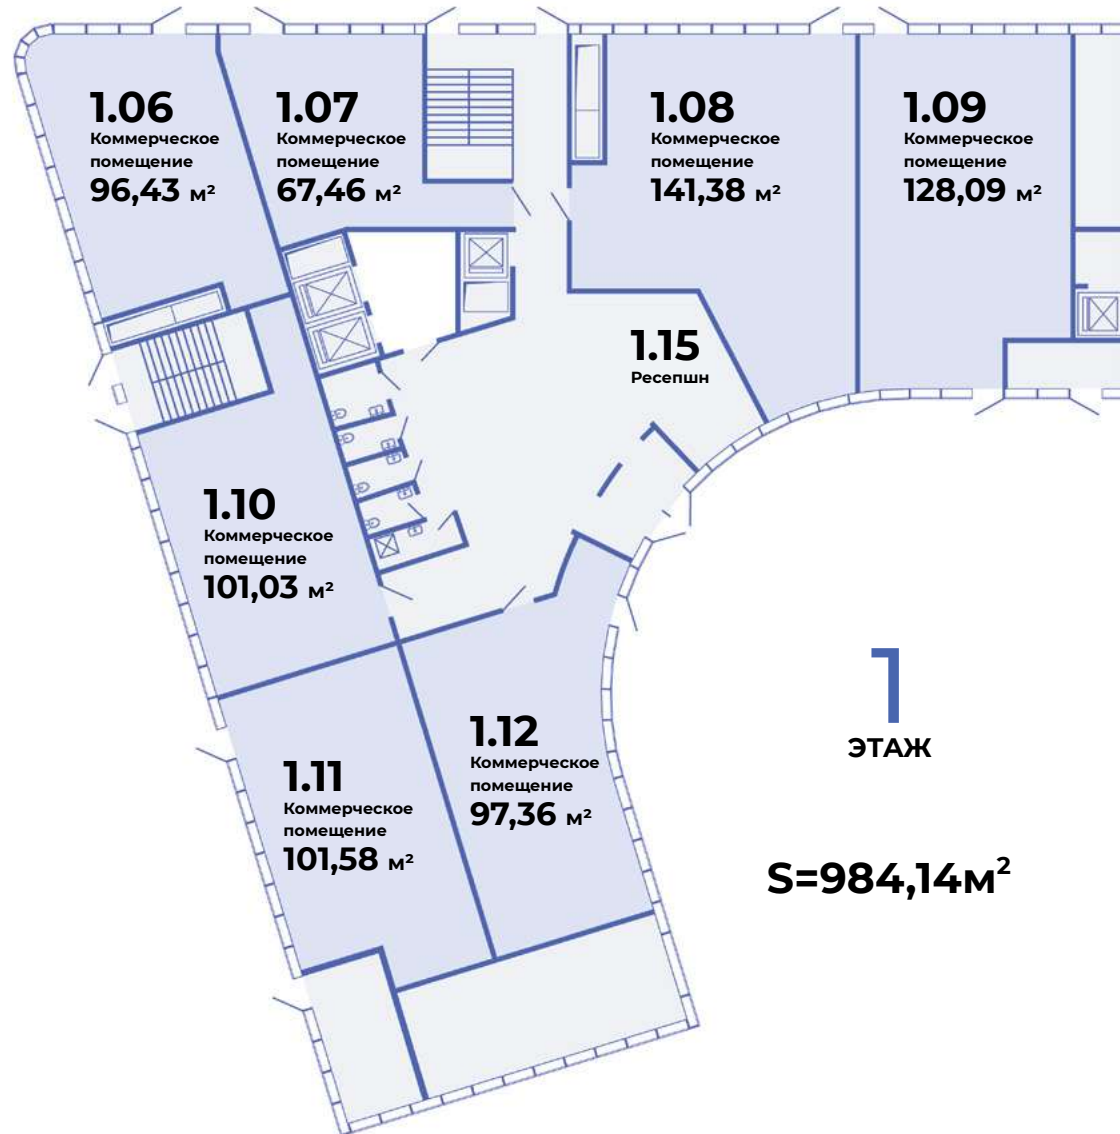 1.06
Коммерческое
помещение
96,43 м²
1.07
Коммерческое
помещение
67,46 м²
1.08
Коммерческое
помещение
141,38 м²
1.09
Коммерческое
помещение
128,09 м²
1.15
Ресепшн
1.10
Коммерческое
помещение
101,03 м²
1.11
Коммерческое
помещение
101,58 м²
1.12
Коммерческое
помещение
97,36 м²
1
ЭТАЖ
S=984,14м²